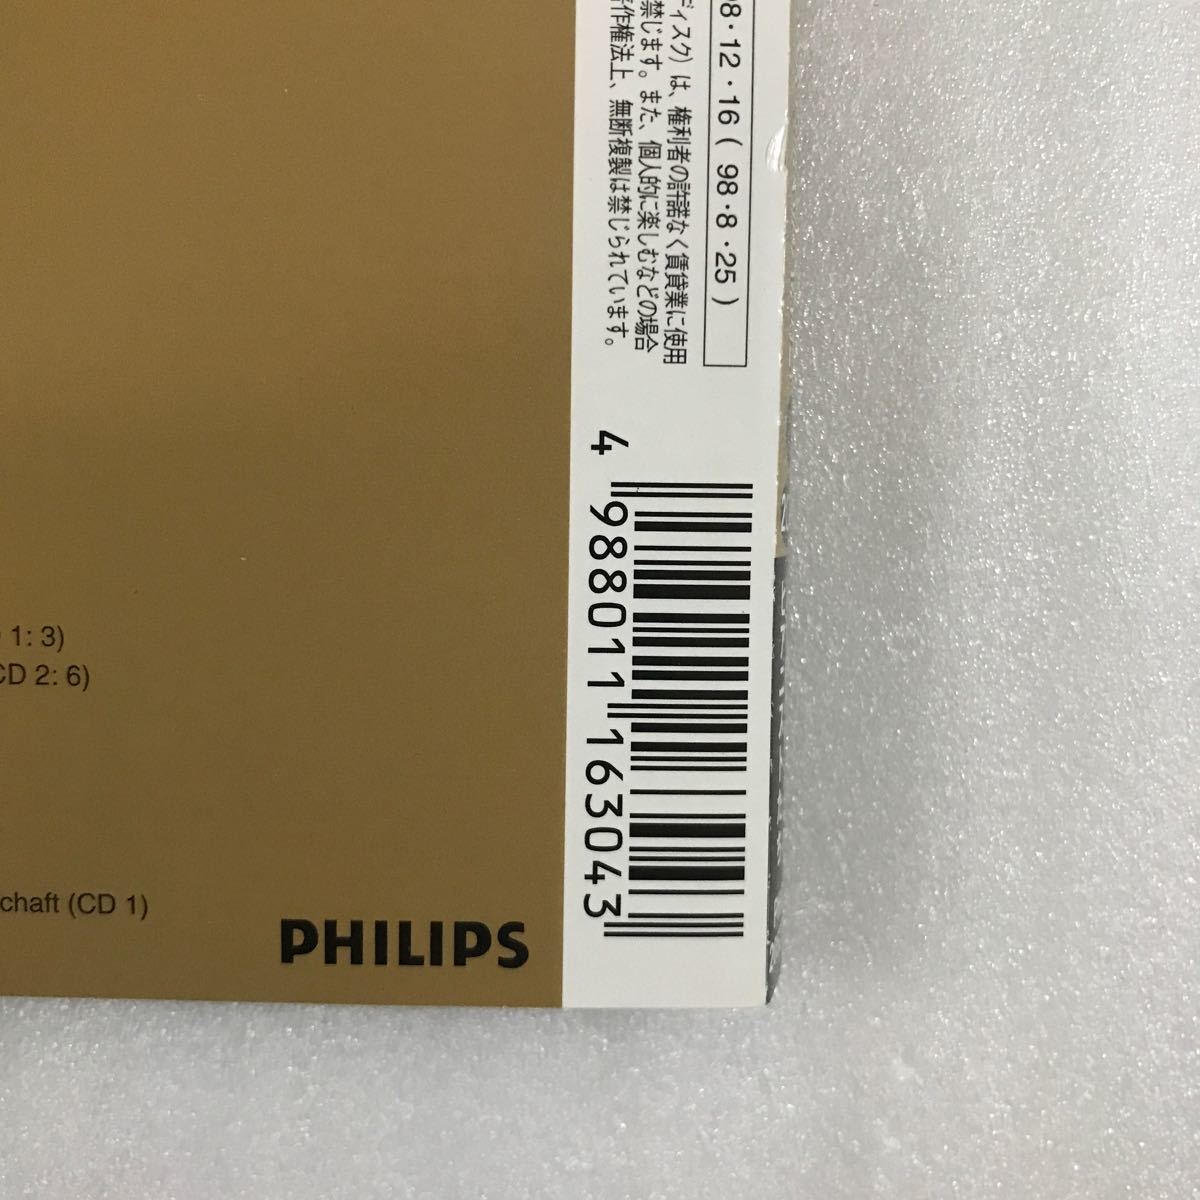 98・12・16(98・8・25)
ディスク)は、権利者の許諾なく賃貸業に使用
禁じます。また、個人的に楽しむなどの場合
作権法上、無断複製は禁じられています。
4 988011 163043
1: 3)
CD 2: 6)
chaft (CD 1)
PHILIPS